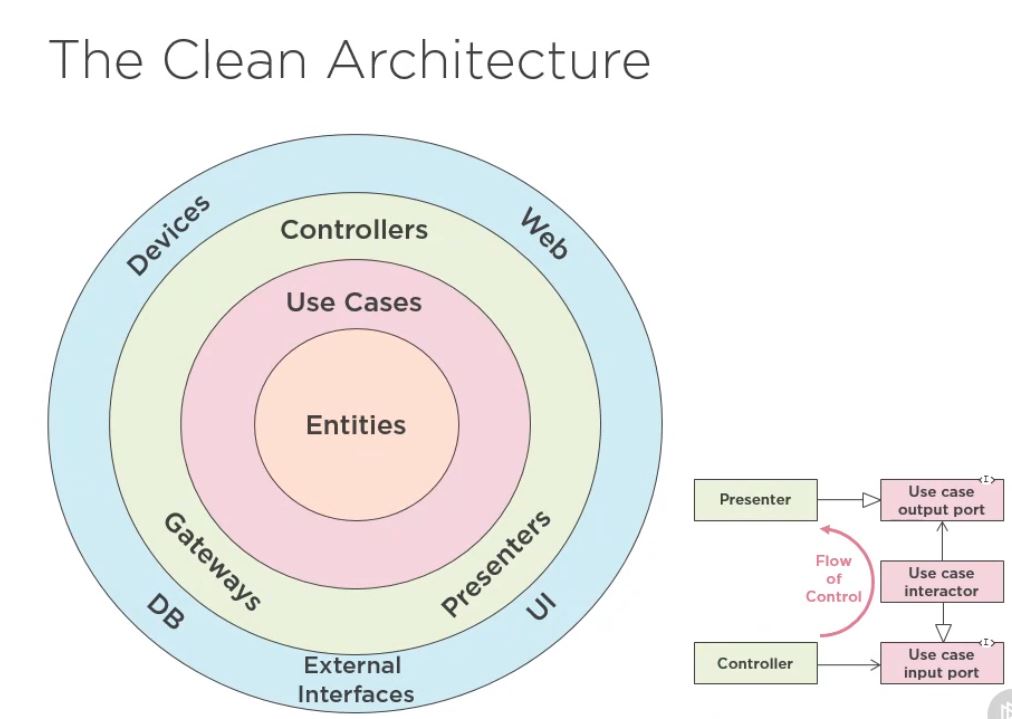 The Clean Architecture
Devices
Web
Controllers
Use Cases
Entities
Gateways
Presenters
DB
UI
External
Interfaces
Presenter
Use case
output port
<I>
Flow
of
Control
Use case
interactor
Controller
Use case
input port
<I>